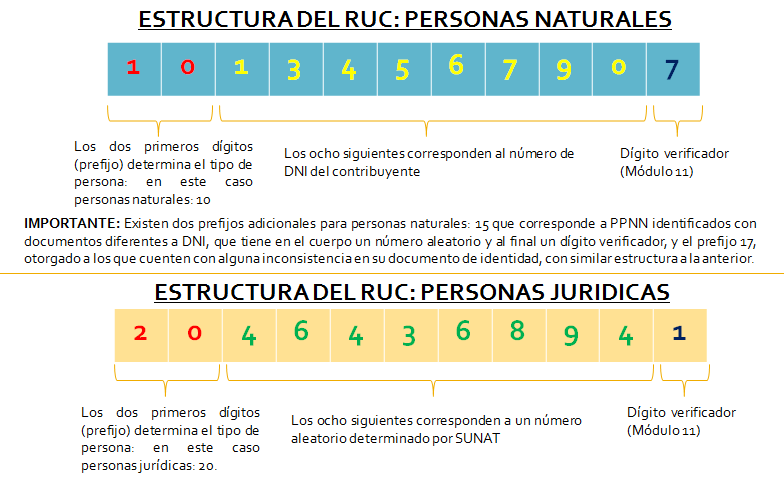 ESTRUCTURA DEL RUC: PERSONAS NATURALES
1 0 1 3 4 5 6 7 9 0 7
Los dos primeros dígitos
(prefijo) determina el tipo de
persona: en este caso
personas naturales: 10
Los ocho siguientes corresponden al número de
DNI del contribuyente
Dígito verificador
(Módulo 11)
IMPORTANTE: Existen dos prefijos adicionales para personas naturales: 15 que corresponde a PPNN identificados con
documentos diferentes a DNI, que tiene en el cuerpo un número aleatorio y al final un dígito verificador, y el prefijo 17,
otorgado a los que cuenten con alguna inconsistencia en su documento de identidad, con similar estructura a la anterior.
ESTRUCTURA DEL RUC: PERSONAS JURIDICAS
2 0 4 6 4 3 6 8 9 4 1
Los dos primeros dígitos
(prefijo) determina el tipo de
persona: en este caso
personas jurídicas: 20.
Los ocho siguientes corresponden a un número
aleatorio determinado por SUNAT
Dígito verificador
(Módulo 11)